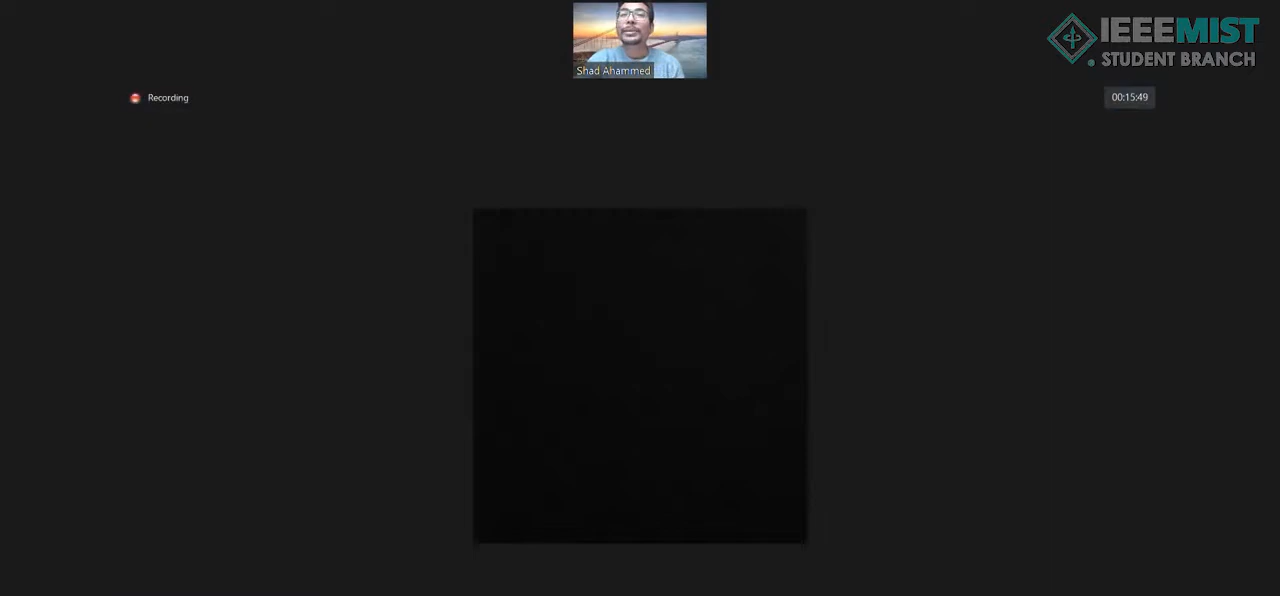 IEEEMIST
STUDENT BRANCH
Shad Ahammed
Recording
00:15:49